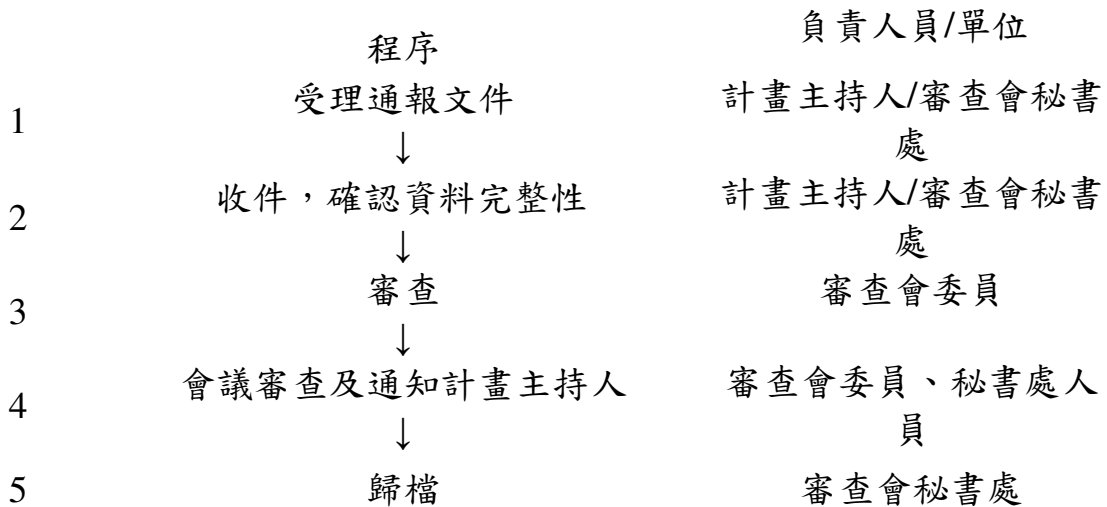 程序 負責人員/單位
1 受理通報文件 計畫主持人/審查會秘書
處
↓
2 收件，確認資料完整性 計畫主持人/審查會秘書
處
↓
3 審查 審查會委員
↓
4 會議審查及通知計畫主持人 審查會委員、秘書處人
員
↓
5 歸檔 審查會秘書處